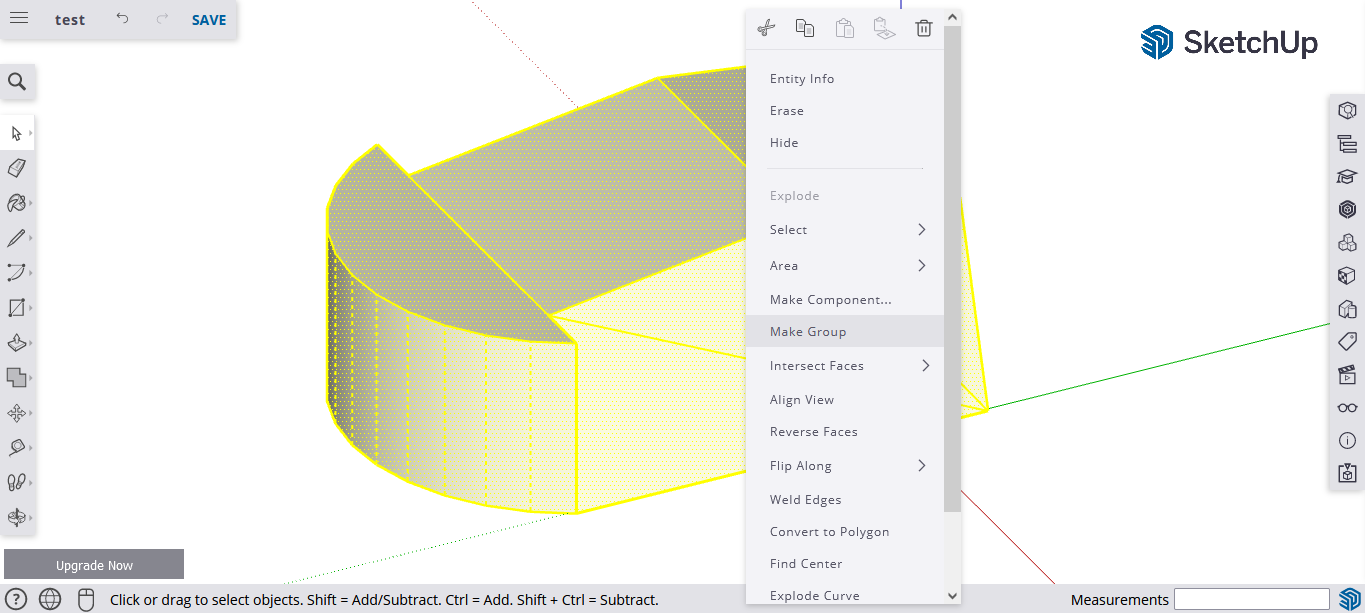 test
SAVE
SketchUp
Entity Info
Erase
Hide
Explode
Select
Area
Make Component...
Make Group
Intersect Faces
Align View
Reverse Faces
Flip Along
Weld Edges
Convert to Polygon
Find Center
Explode Curve
Upgrade Now
Click or drag to select objects. Shift = Add/Subtract. Ctrl = Add. Shift + Ctrl = Subtract.
Measurements